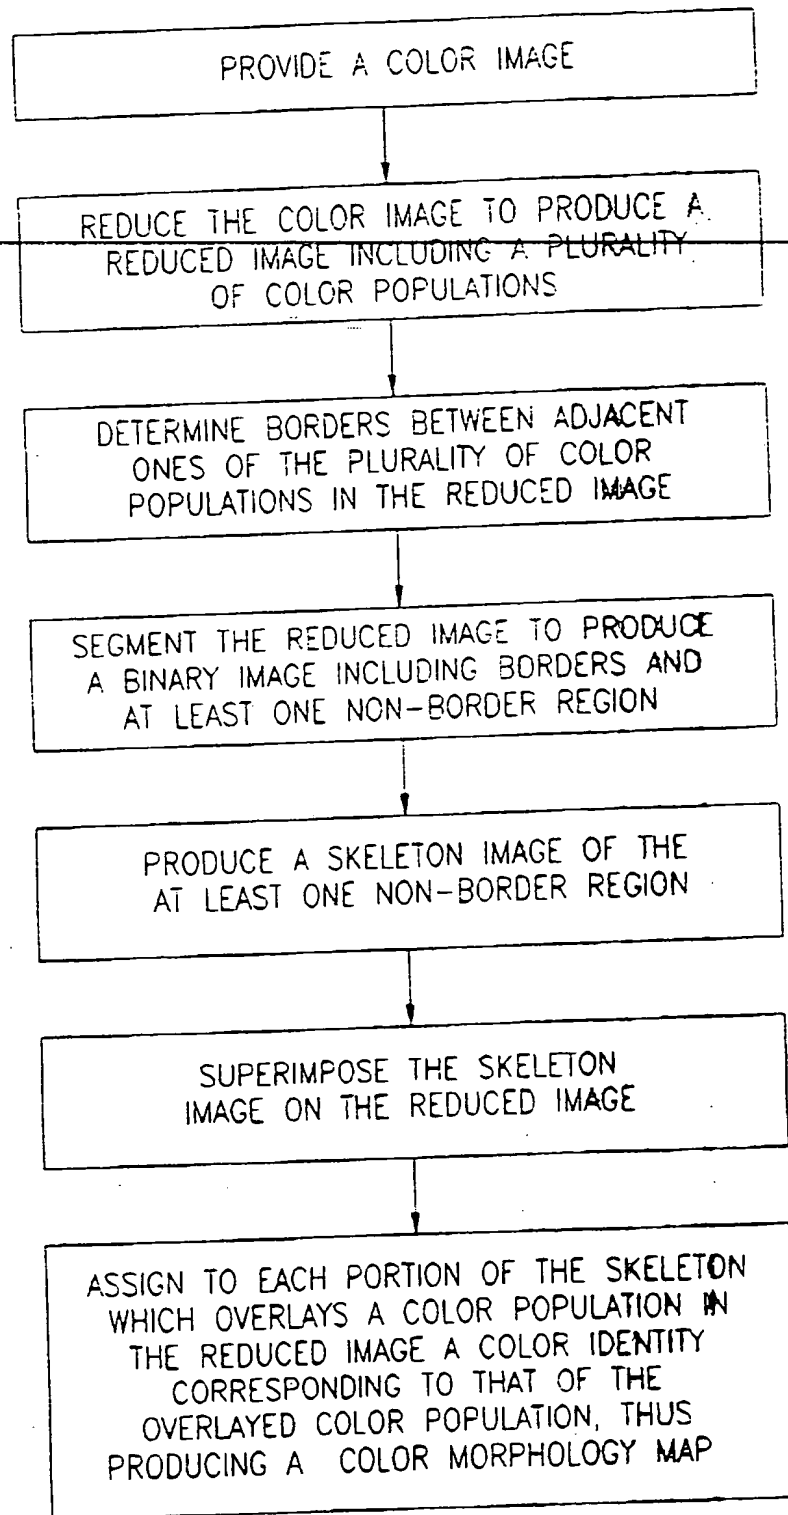 PROVIDE A COLOR IMAGE
REDUCE THE COLOR IMAGE TO PRODUCE A
REDUCED IMAGE INCLUDING A PLURALITY
OF COLOR POPULATIONS
DETERMINE BORDERS BETWEEN ADJACENT
ONES OF THE PLURALITY OF COLOR
POPULATIONS IN THE REDUCED IMAGE
SEGMENT THE REDUCED IMAGE TO PRODUCE
A BINARY IMAGE INCLUDING BORDERS AND
AT LEAST ONE NON-BORDER REGION
PRODUCE A SKELETON IMAGE OF THE
AT LEAST ONE NON-BORDER REGION
SUPERIMPOSE THE SKELETON
IMAGE ON THE REDUCED IMAGE
ASSIGN TO EACH PORTION OF THE SKELETON
WHICH OVERLAYS A COLOR POPULATION IN
THE REDUCED IMAGE A COLOR IDENTITY
CORRESPONDING TO THAT OF THE
OVERLAYED COLOR POPULATION, THUS
PRODUCING A COLOR MORPHOLOGY MAP